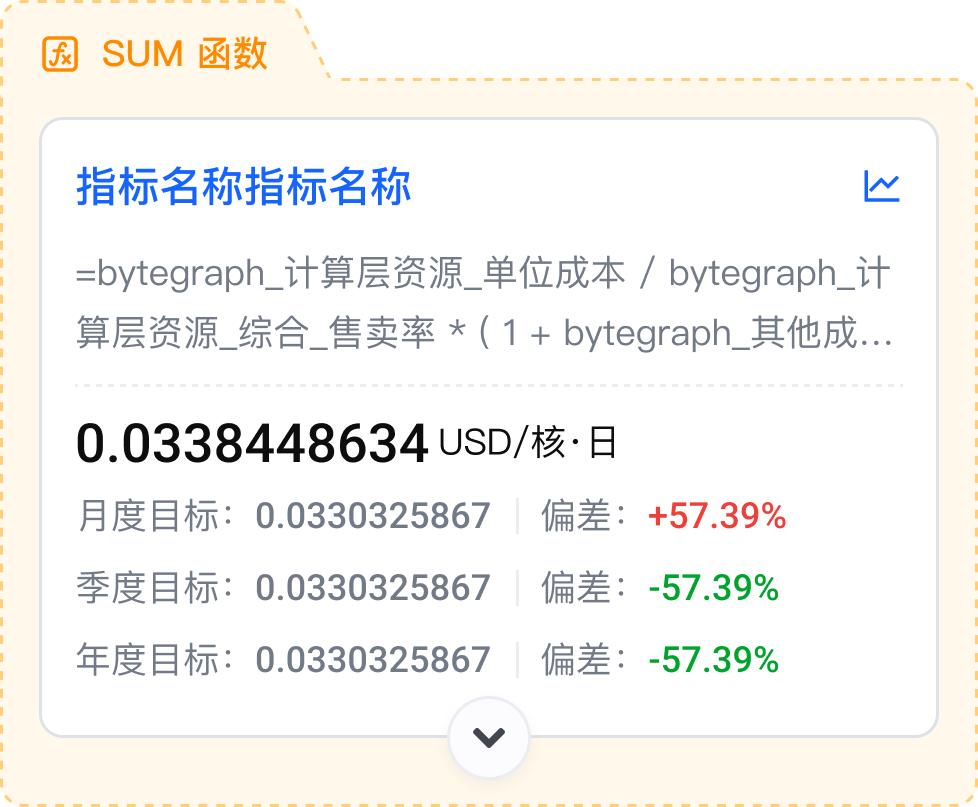 SUM 函数
指标名称指标名称
=bytegraph_计算层资源_单位成本 / bytegraph_计
算层资源_综合_售卖率 * ( 1 + bytegraph_其他成...
0.0338448634 USD/核·日
月度目标：0.0330325867 偏差：+57.39%
季度目标：0.0330325867 偏差：-57.39%
年度目标：0.0330325867 偏差：-57.39%